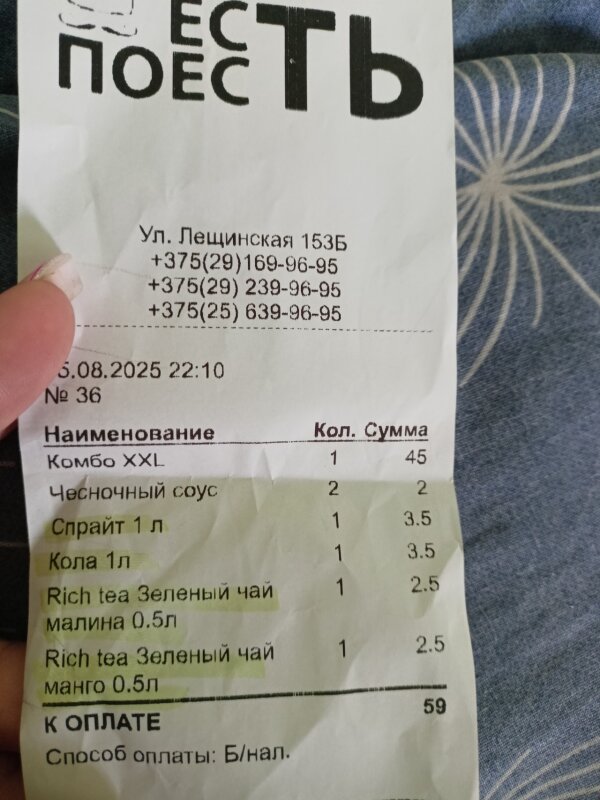 ЕС
ПОЕСТЬ
Ул. Лещинская 153Б
+375(29)169-96-95
+375(29) 239-96-95
+375(25) 639-96-95
5.08.2025 22:10
№ 36
Наименование Кол. Сумма
Комбо XXL 1 45
Чесночный соус 2 2
Спрайт 1 л 1 3.5
Кола 1л 1 3.5
Rich tea Зеленый чай 1 2.5
малина 0.5л
Rich tea Зеленый чай 1 2.5
манго 0.5л
К ОПЛАТЕ 59
Способ оплаты: Б/нал.